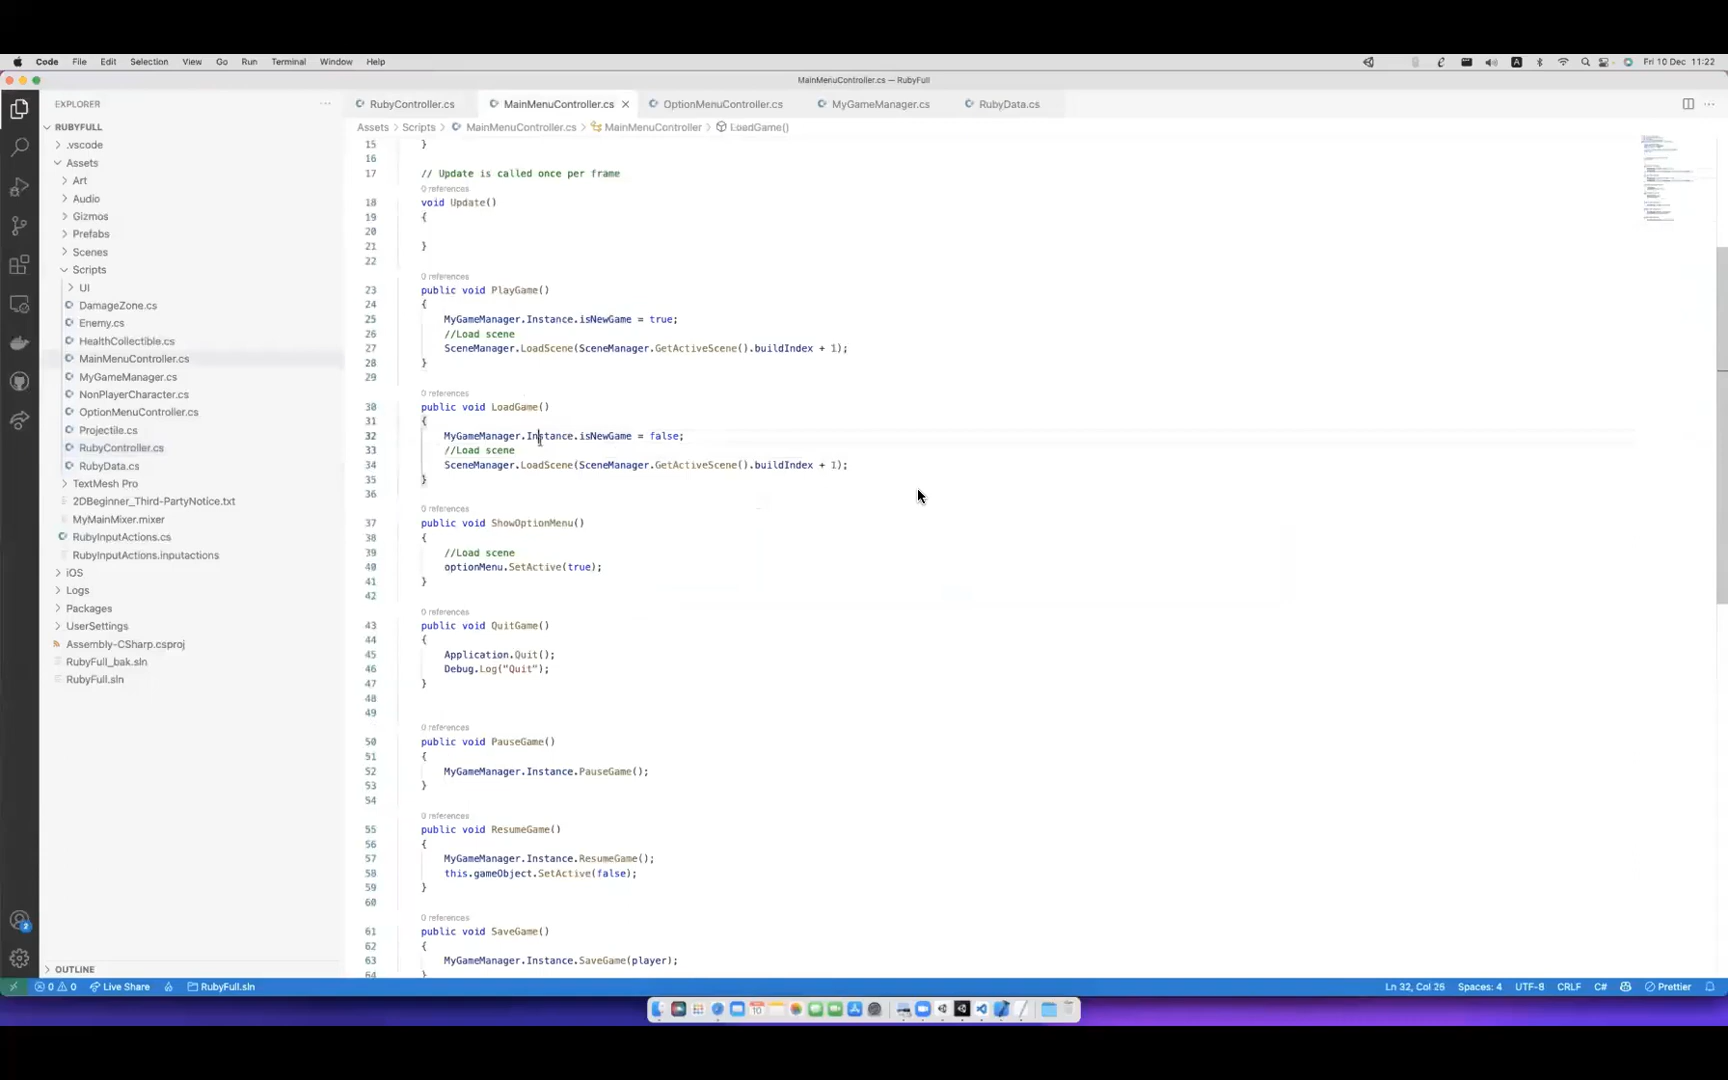 Code File Edit Selection View Go Run Terminal Window Help Fri 10 Dec 11:22
MainMenuController.cs — RubyFull
EXPLORER
RubyController.cs MainMenuController.cs OptionMenuController.cs MyGameManager.cs RubyData.cs
Assets > Scripts > MainMenuController.cs > MainMenuController > LoadGame()
RUBYFULL
.vscode
Assets
Art
Audio
Gizmos
Prefabs
Scenes
Scripts
UI
DamageZone.cs
Enemy.cs
HealthCollectible.cs
MainMenuController.cs
MyGameManager.cs
NonPlayerCharacter.cs
OptionMenuController.cs
Projectile.cs
RubyController.cs
RubyData.cs
TextMesh Pro
2DBeginner_Third-PartyNotice.txt
MyMainMixer.mixer
RubyInputActions.cs
RubyInputActions.inputactions
iOS
Logs
Packages
UserSettings
Assembly-CSharp.csproj
RubyFull_bak.sln
RubyFull.sln
OUTLINE
15 }
16
17 // Update is called once per frame
0 references
18 void Update()
19 {
20
21 }
22
0 references
23 public void PlayGame()
24 {
25 MyGameManager.Instance.isNewGame = true;
26 //Load scene
27 SceneManager.LoadScene(SceneManager.GetActiveScene().buildIndex + 1);
28 }
29
0 references
30 public void LoadGame()
31 {
32 MyGameManager.Instance.isNewGame = false;
33 //Load scene
34 SceneManager.LoadScene(SceneManager.GetActiveScene().buildIndex + 1);
35 }
36
0 references
37 public void ShowOptionMenu()
38 {
39 //Load scene
40 optionMenu.SetActive(true);
41 }
42
0 references
43 public void QuitGame()
44 {
45 Application.Quit();
46 Debug.Log("Quit");
47 }
48
49
0 references
50 public void PauseGame()
51 {
52 MyGameManager.Instance.PauseGame();
53 }
54
0 references
55 public void ResumeGame()
56 {
57 MyGameManager.Instance.ResumeGame();
58 this.gameObject.SetActive(false);
59 }
60
0 references
61 public void SaveGame()
62 {
63 MyGameManager.Instance.SaveGame(player);
64 }
0 0 Live Share RubyFull.sln Ln 32, Col 25 Spaces: 4 UTF-8 CRLF C# Prettier